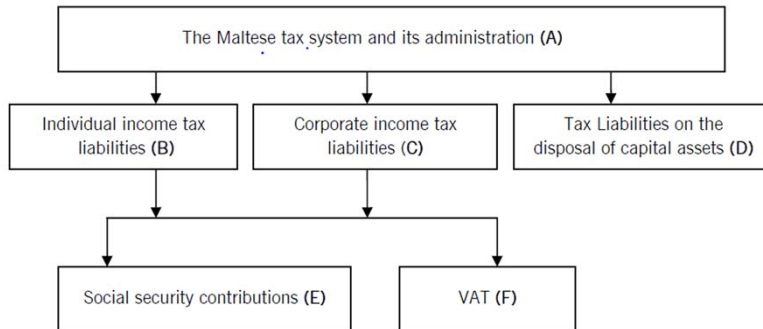 The Maltese tax system and its administration (A)
Individual income tax
liabilities (B)
Corporate income tax
liabilities (C)
Tax Liabilities on the
disposal of capital assets (D)
Social security contributions (E)
VAT (F)